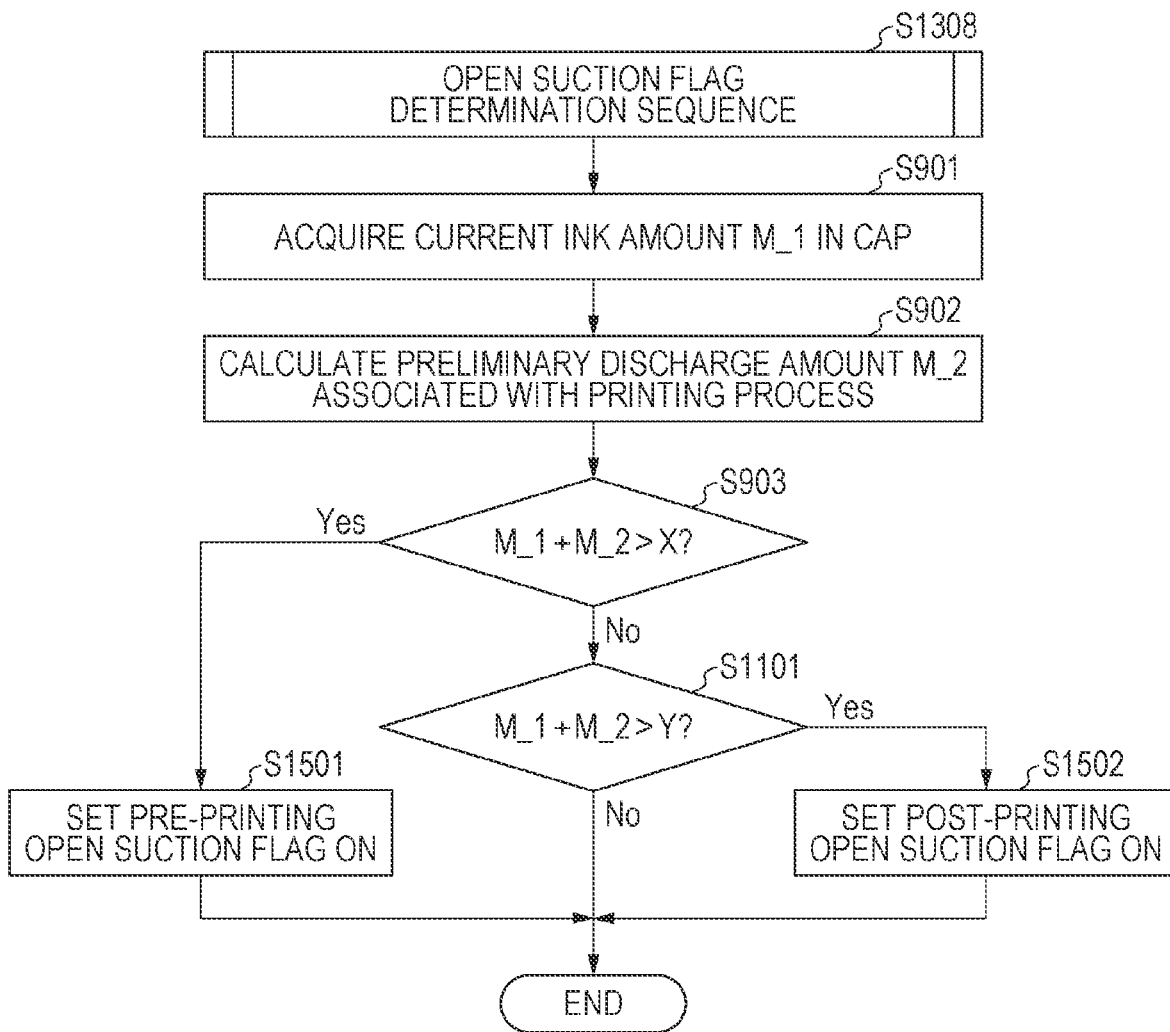 S1308
OPEN SUCTION FLAG
DETERMINATION SEQUENCE
S901
ACQUIRE CURRENT INK AMOUNT M_1 IN CAP
S902
CALCULATE PRELIMINARY DISCHARGE AMOUNT M_2
ASSOCIATED WITH PRINTING PROCESS
S903
Yes
M_1 + M_2 > X?
No
S1101
Yes
M_1 + M_2 > Y?
S1501
SET PRE-PRINTING
OPEN SUCTION FLAG ON
No
S1502
SET POST-PRINTING
OPEN SUCTION FLAG ON
END